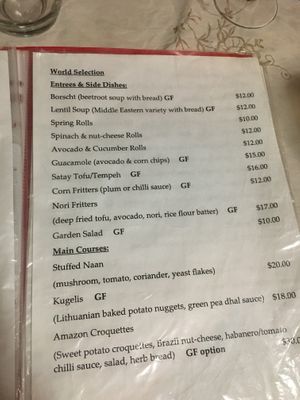 World Selection
Entrees & Side Dishes:
Borscht (beetroot soup with bread) GF $12.00
Lentil Soup (Middle Eastern variety with bread) GF $12.00
Spring Rolls $10.00
Spinach & nut-cheese Rolls $12.00
Avocado & Cucumber Rolls $12.00
Guacamole (avocado & corn chips) GF $15.00
Satay Tofu/Tempeh GF $16.00
Corn Fritters (plum or chilli sauce) GF $12.00
Nori Fritters
(deep fried tofu, avocado, nori, rice flour batter) GF $17.00
Garden Salad GF $10.00
Main Courses:
Stuffed Naan $20.00
(mushroom, tomato, coriander, yeast flakes)
Kugelis GF
(Lithuanian baked potato nuggets, green pea dhal sauce) $18.00
Amazon Croquettes
(Sweet potato croquettes, Brazil nut-cheese, habanero/tomato
chilli sauce, salad, herb bread) GF option